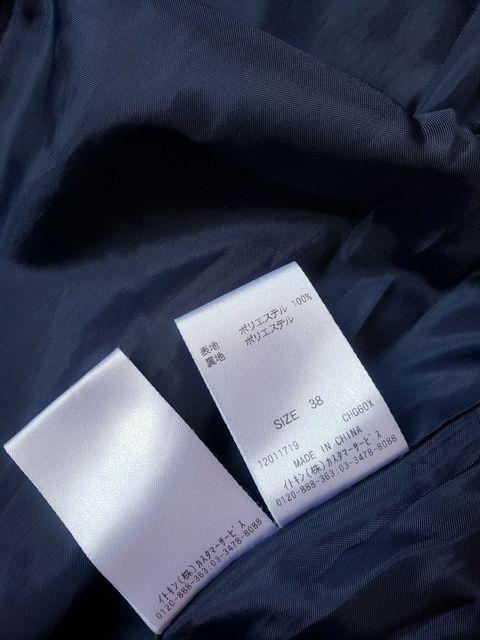 表地 ポリエステル 100%
裏地 ポリエステル
SIZE 38
12011719 CHG60X
MADE IN CHINA
イトキン(株)カスタマーサービス
0120-888-363:03-3478-8088
イトキン(株)カスタマーサービス
0120-888-363:03-3478-8088